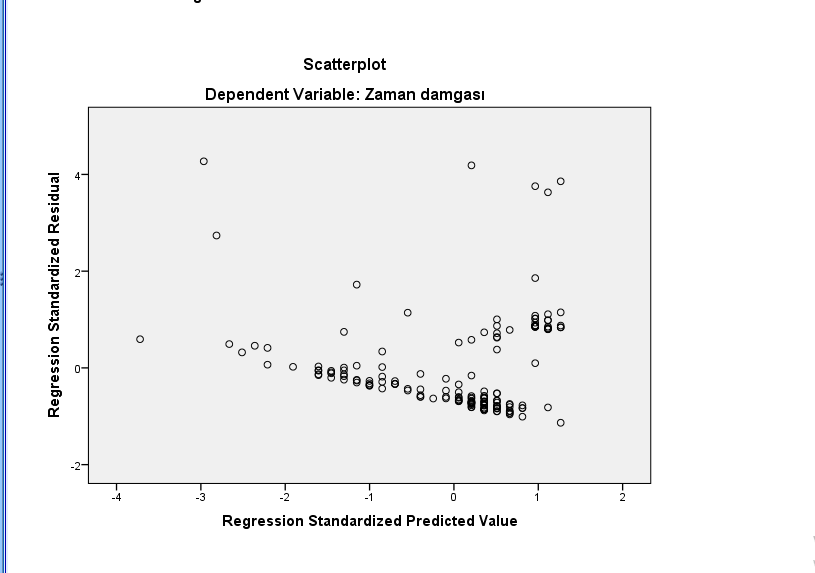 Scatterplot
Dependent Variable: Zaman damgası
Regression Standardized Residual
4
2
0
-2
-4
-3
-2
-1
0
1
2
Regression Standardized Predicted Value